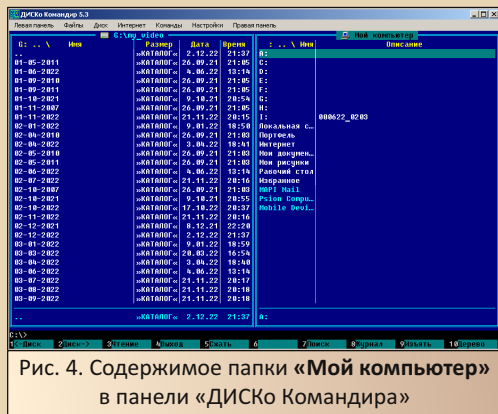 ДИСКо Командир 5.3
Левая панель Файлы Диск Интернет Команды Настройки Правая панель
G:\my_video Мой компьютер
G: .. \ Имя Размер Дата Время : .. \ Имя Описание
.. »КАТАЛОГ« 2.12.22 21:37 A:
01-05-2011 »КАТАЛОГ« 26.09.21 21:05 C:
01-06-2022 »КАТАЛОГ« 4.06.22 13:14 D:
01-09-2010 »КАТАЛОГ« 26.09.21 21:05 E:
01-09-2011 »КАТАЛОГ« 26.09.21 21:05 F:
01-10-2021 »КАТАЛОГ« 9.10.21 20:54 G:
01-11-2007 »КАТАЛОГ« 26.09.21 21:05 H:
01-11-2022 »КАТАЛОГ« 21.11.22 20:15 I: 000622_0203
02-01-2022 »КАТАЛОГ« 9.01.22 18:50 Локальная с…
02-04-2010 »КАТАЛОГ« 26.09.21 21:03 Портфель
02-04-2022 »КАТАЛОГ« 3.04.22 18:41 Интернет
02-05-2010 »КАТАЛОГ« 26.09.21 21:03 Мои докумен…
02-05-2011 »КАТАЛОГ« 26.09.21 21:03 Мои рисунки
02-06-2022 »КАТАЛОГ« 4.06.22 13:14 Рабочий стол
02-07-2022 »КАТАЛОГ« 21.11.22 20:16 Избранное
02-10-2007 »КАТАЛОГ« 26.09.21 21:03 MAPI Mail
02-10-2021 »КАТАЛОГ« 9.10.21 20:55 Psion Compu…
02-10-2022 »КАТАЛОГ« 17.10.22 20:37 Mobile Devi…
02-11-2022 »КАТАЛОГ« 21.11.22 20:16
02-12-2021 »КАТАЛОГ« 8.12.21 22:20
02-12-2022 »КАТАЛОГ« 2.12.22 21:37
03-01-2022 »КАТАЛОГ« 9.01.22 18:59
03-03-2022 »КАТАЛОГ« 20.03.22 16:54
03-04-2022 »КАТАЛОГ« 3.04.22 18:40
03-06-2022 »КАТАЛОГ« 4.06.22 13:14
03-07-2022 »КАТАЛОГ« 21.11.22 20:17
03-08-2022 »КАТАЛОГ« 21.11.22 20:18
03-09-2022 »КАТАЛОГ« 21.11.22 20:18
.. »КАТАЛОГ« 2.12.22 21:37 A:
C:\>
1<-Диск 2Диск-> 3Чтение 4Выход 5Сжать 6 7Поиск 8Журнал 9Изъять 10Дерево
Рис. 4. Содержимое папки «Мой компьютер»
в панели «ДИСКо Командира»